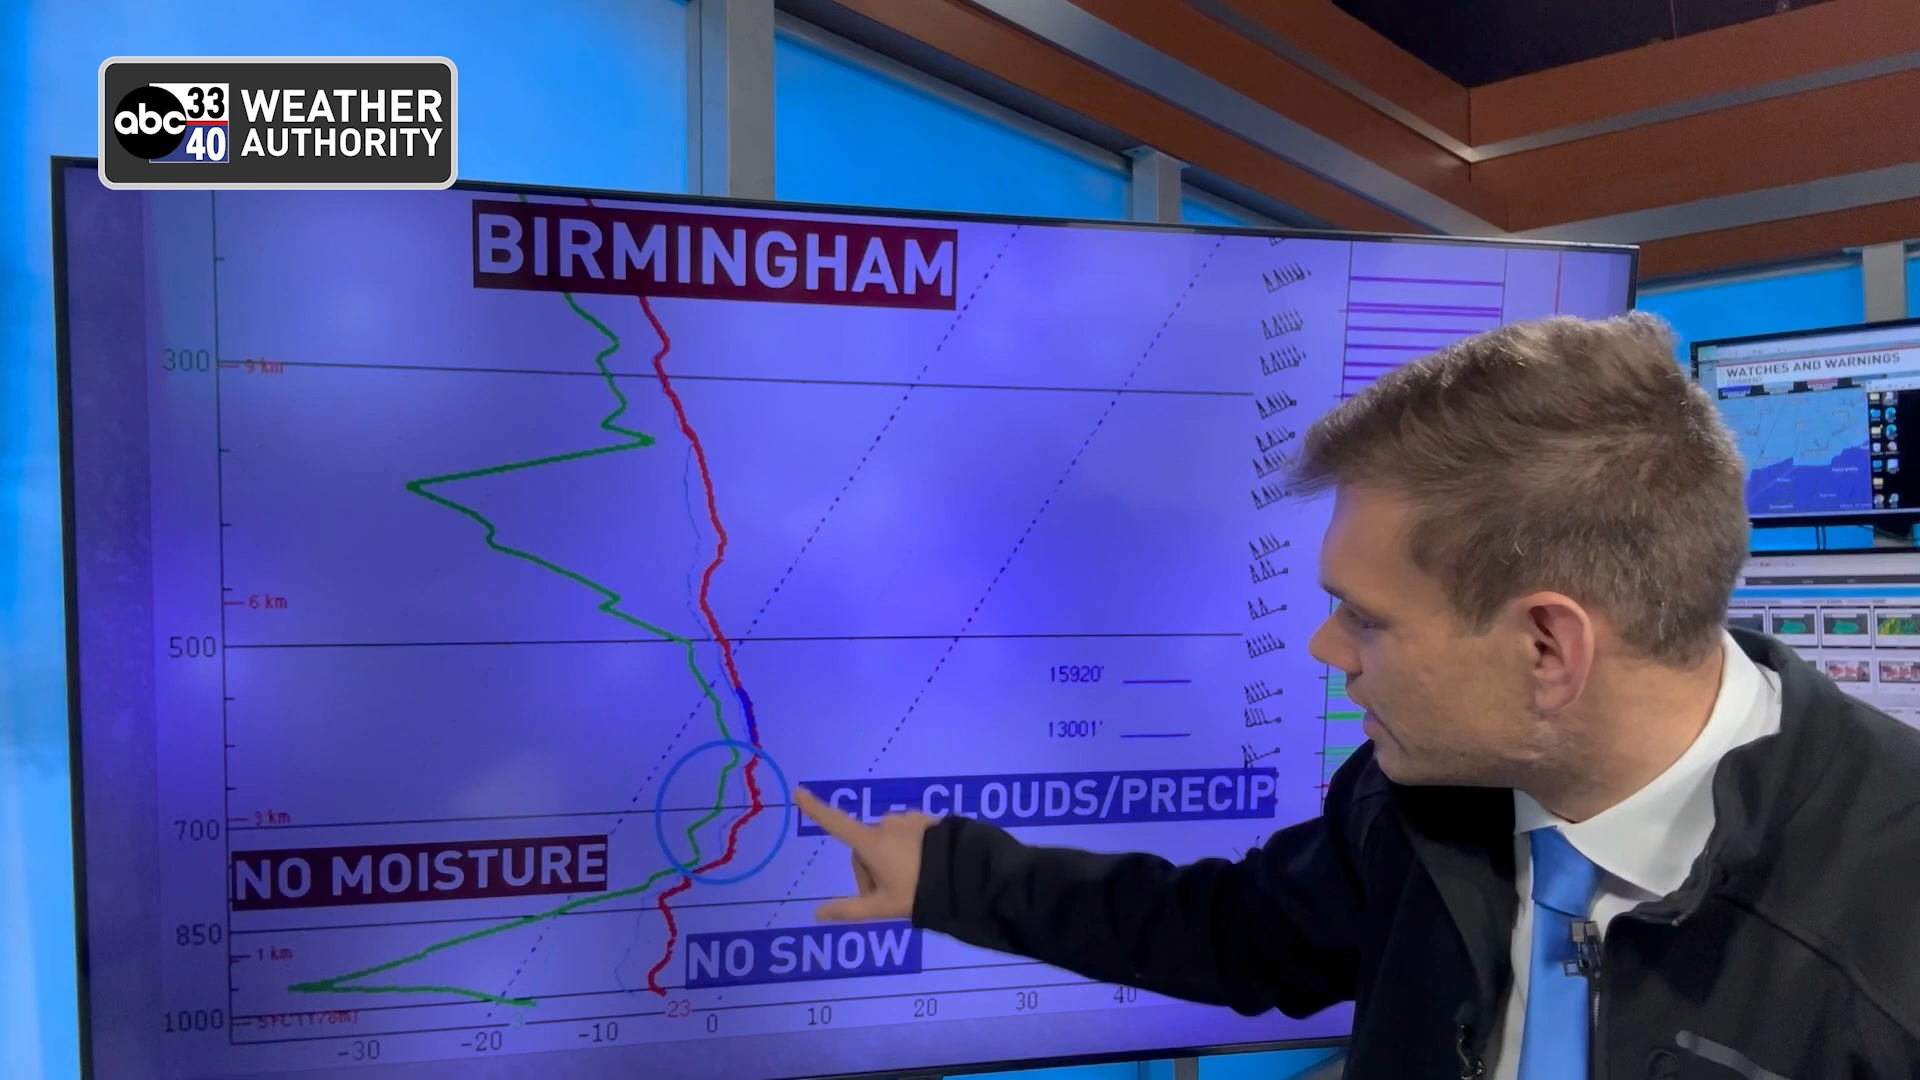 abc 33 40 WEATHER AUTHORITY
BIRMINGHAM
WATCHES AND WARNINGS
CURRENT
300
9 km
6 km
500
15920'
13001'
3 km
700
CL - CLOUDS/PRECIP
NO MOISTURE
850
1 km
NO SNOW
1000
23
-30
-20
-10
0
10
20
30
40